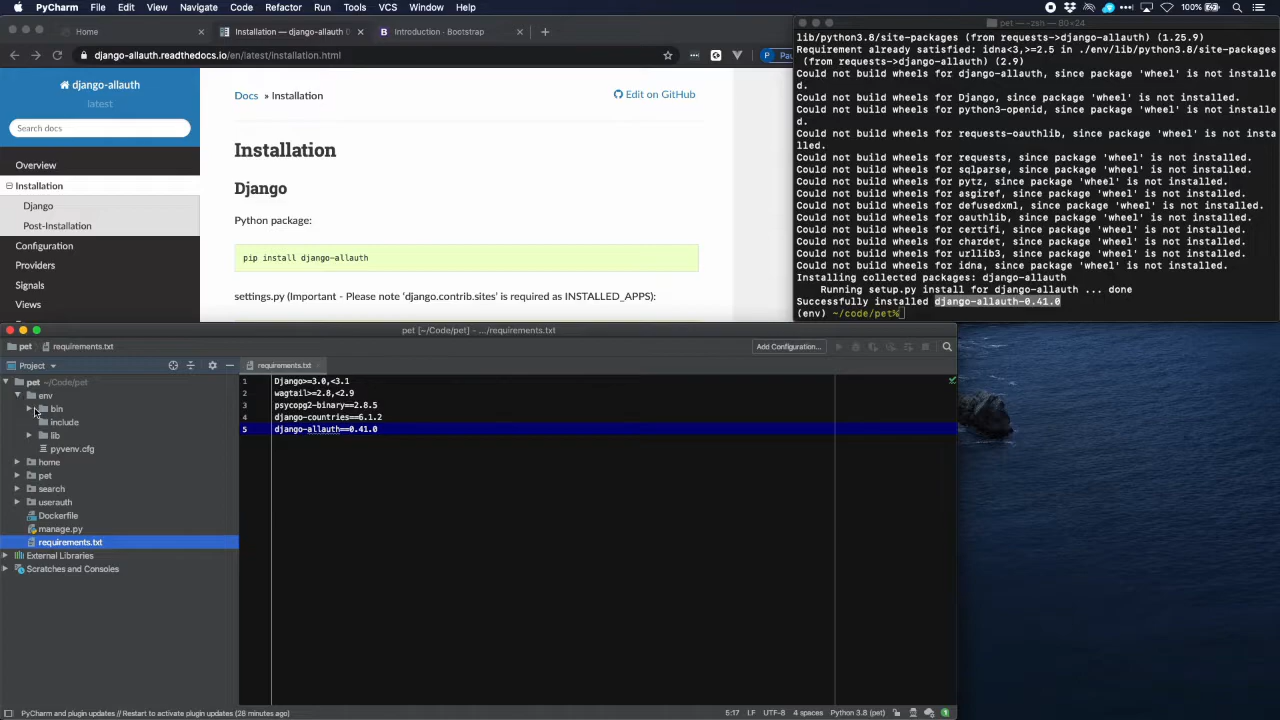 PyCharm File Edit View Navigate Code Refactor Run Tools VCS Window Help
100%
Home
Installation — django-allauth
Introduction · Bootstrap
django-allauth.readthedocs.io/en/latest/installation.html
P Pau
django-allauth
latest
Search docs
Overview
Installation
Django
Post-Installation
Configuration
Providers
Signals
Views
Docs » Installation
Edit on GitHub
Installation
Django
Python package:
pip install django-allauth
settings.py (Important - Please note ‘django.contrib.sites’ is required as INSTALLED_APPS):
pet — -zsh — 80×24
lib/python3.8/site-packages (from requests->django-allauth) (1.25.9)
Requirement already satisfied: idna<3,>=2.5 in ./env/lib/python3.8/site-packages
(from requests->django-allauth) (2.9)
Could not build wheels for django-allauth, since package 'wheel' is not installe
d.
Could not build wheels for Django, since package 'wheel' is not installed.
Could not build wheels for python3-openid, since package 'wheel' is not installe
d.
Could not build wheels for requests-oauthlib, since package 'wheel' is not insta
lled.
Could not build wheels for requests, since package 'wheel' is not installed.
Could not build wheels for sqlparse, since package 'wheel' is not installed.
Could not build wheels for pytz, since package 'wheel' is not installed.
Could not build wheels for asgiref, since package 'wheel' is not installed.
Could not build wheels for defusedxml, since package 'wheel' is not installed.
Could not build wheels for oauthlib, since package 'wheel' is not installed.
Could not build wheels for certifi, since package 'wheel' is not installed.
Could not build wheels for chardet, since package 'wheel' is not installed.
Could not build wheels for urllib3, since package 'wheel' is not installed.
Could not build wheels for idna, since package 'wheel' is not installed.
Installing collected packages: django-allauth
Running setup.py install for django-allauth ... done
Successfully installed django-allauth-0.41.0
(env) ~/code/pet%
pet [~/Code/pet] - .../requirements.txt
pet requirements.txt
Add Configuration...
Project
requirements.txt
pet ~/Code/pet
env
bin
include
lib
pyvenv.cfg
home
pet
search
userauth
Dockerfile
manage.py
requirements.txt
External Libraries
Scratches and Consoles
1 Django>=3.0,<3.1
2 wagtail>=2.8,<2.9
3 psycopg2-binary==2.8.5
4 django-countries==6.1.2
5 django-allauth==0.41.0
PyCharm and plugin updates // Restart to activate plugin updates (28 minutes ago)
5:17 LF UTF-8 4 spaces Python 3.8 (pet)